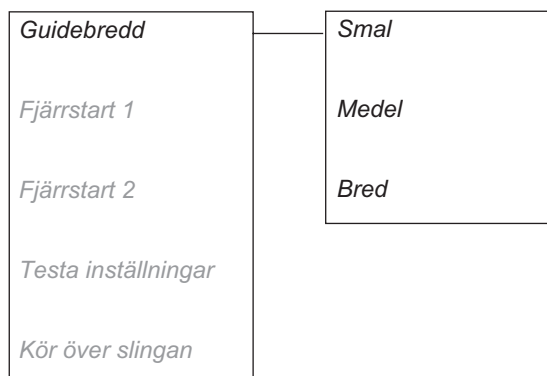 Guidebredd
Fjärrstart 1
Fjärrstart 2
Testa inställningar
Kör över slingan
Smal
Medel
Bred